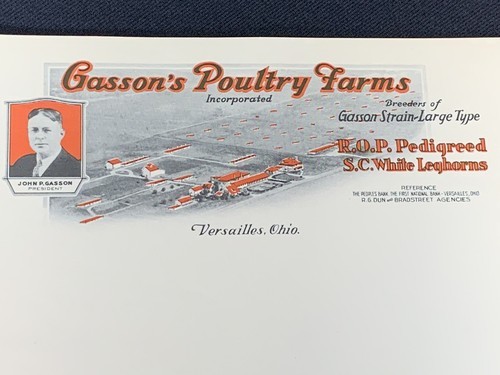 Gasson's Poultry Farms
Incorporated
Breeders of
Gasson Strain-Large Type
R.O.P. Pedigreed
S.C. White Leghorns
JOHN P. GASSON
PRESIDENT
REFERENCE
THE PEOPLES BANK, THE FIRST NATIONAL BANK - VERSAILLES, OHIO
R.G. DUN AND BRADSTREET AGENCIES
Versailles, Ohio.